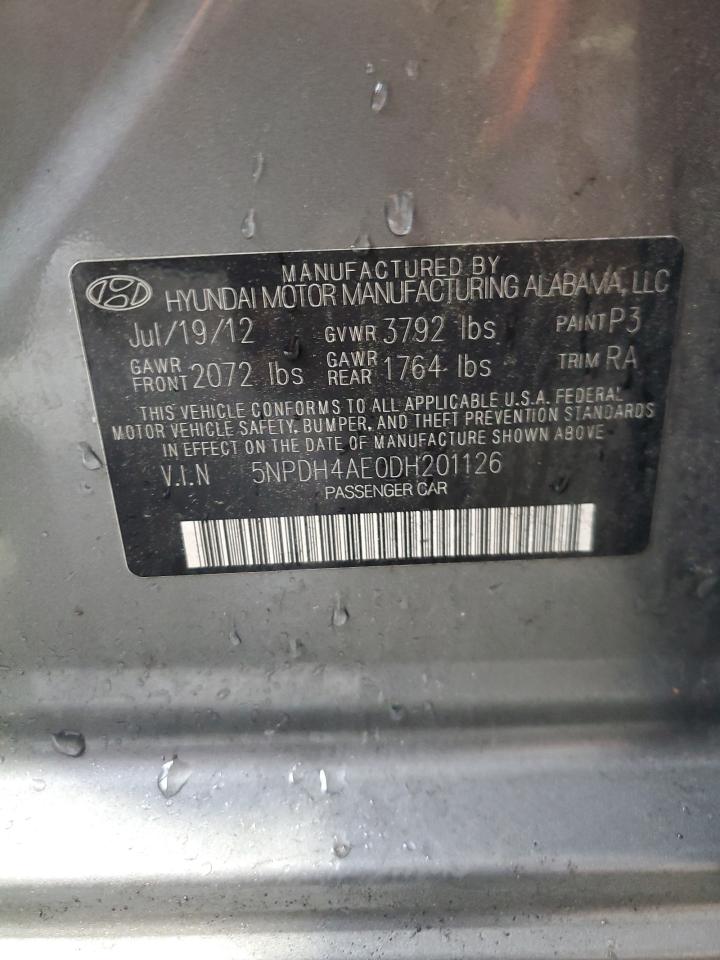 MANUFACTURED BY
HYUNDAI MOTOR MANUFACTURING ALABAMA, LLC
Jul/19/12 GVWR 3792 lbs PAINT P3
GAWR FRONT 2072 lbs GAWR REAR 1764 lbs TRIM RA
THIS VEHICLE CONFORMS TO ALL APPLICABLE U.S.A. FEDERAL
MOTOR VEHICLE SAFETY, BUMPER, AND THEFT PREVENTION STANDARDS
IN EFFECT ON THE DATE OF MANUFACTURE SHOWN ABOVE.
V.I.N 5NPDH4AE0DH201126
PASSENGER CAR